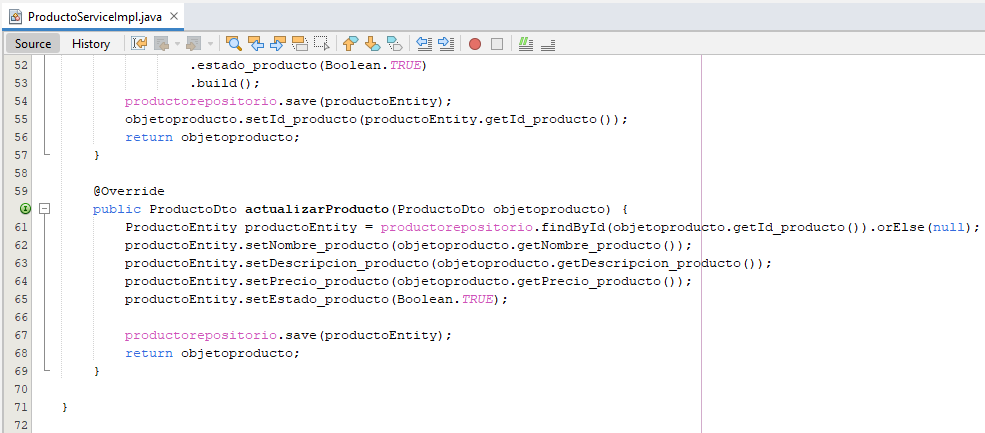 ProductoServiceImpl.java
Source History
52 .estado_producto(Boolean.TRUE)
53 .build();
54 productorepositorio.save(productoEntity);
55 objetoproducto.setId_producto(productoEntity.getId_producto());
56 return objetoproducto;
57 }
58
59 @Override
public ProductoDto actualizarProducto(ProductoDto objetoproducto) {
61 ProductoEntity productoEntity = productorepositorio.findById(objetoproducto.getId_producto()).orElse(null);
62 productoEntity.setNombre_producto(objetoproducto.getNombre_producto());
63 productoEntity.setDescripcion_producto(objetoproducto.getDescripcion_producto());
64 productoEntity.setPrecio_producto(objetoproducto.getPrecio_producto());
65 productoEntity.setEstado_producto(Boolean.TRUE);
66
67 productorepositorio.save(productoEntity);
68 return objetoproducto;
69 }
70
71 }
72